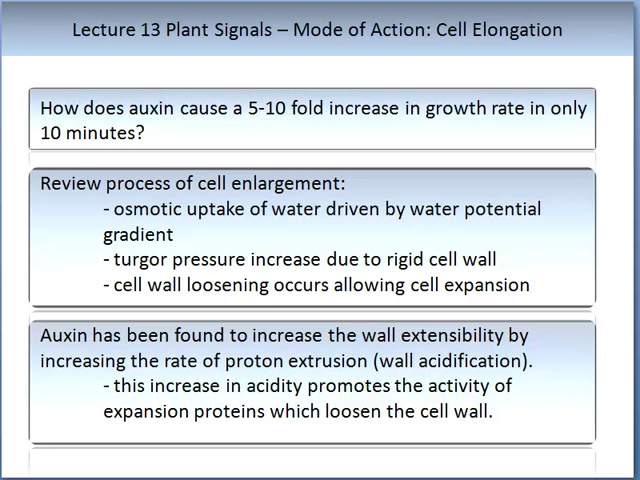 Lecture 13 Plant Signals – Mode of Action: Cell Elongation
How does auxin cause a 5-10 fold increase in growth rate in only
10 minutes?
Review process of cell enlargement:
- osmotic uptake of water driven by water potential
gradient
- turgor pressure increase due to rigid cell wall
- cell wall loosening occurs allowing cell expansion
Auxin has been found to increase the wall extensibility by
increasing the rate of proton extrusion (wall acidification).
- this increase in acidity promotes the activity of
expansion proteins which loosen the cell wall.